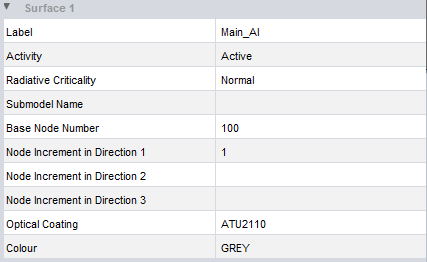 Surface 1
Label Main_Al
Activity Active
Radiative Criticality Normal
Submodel Name
Base Node Number 100
Node Increment in Direction 1 1
Node Increment in Direction 2
Node Increment in Direction 3
Optical Coating ATU2110
Colour GREY